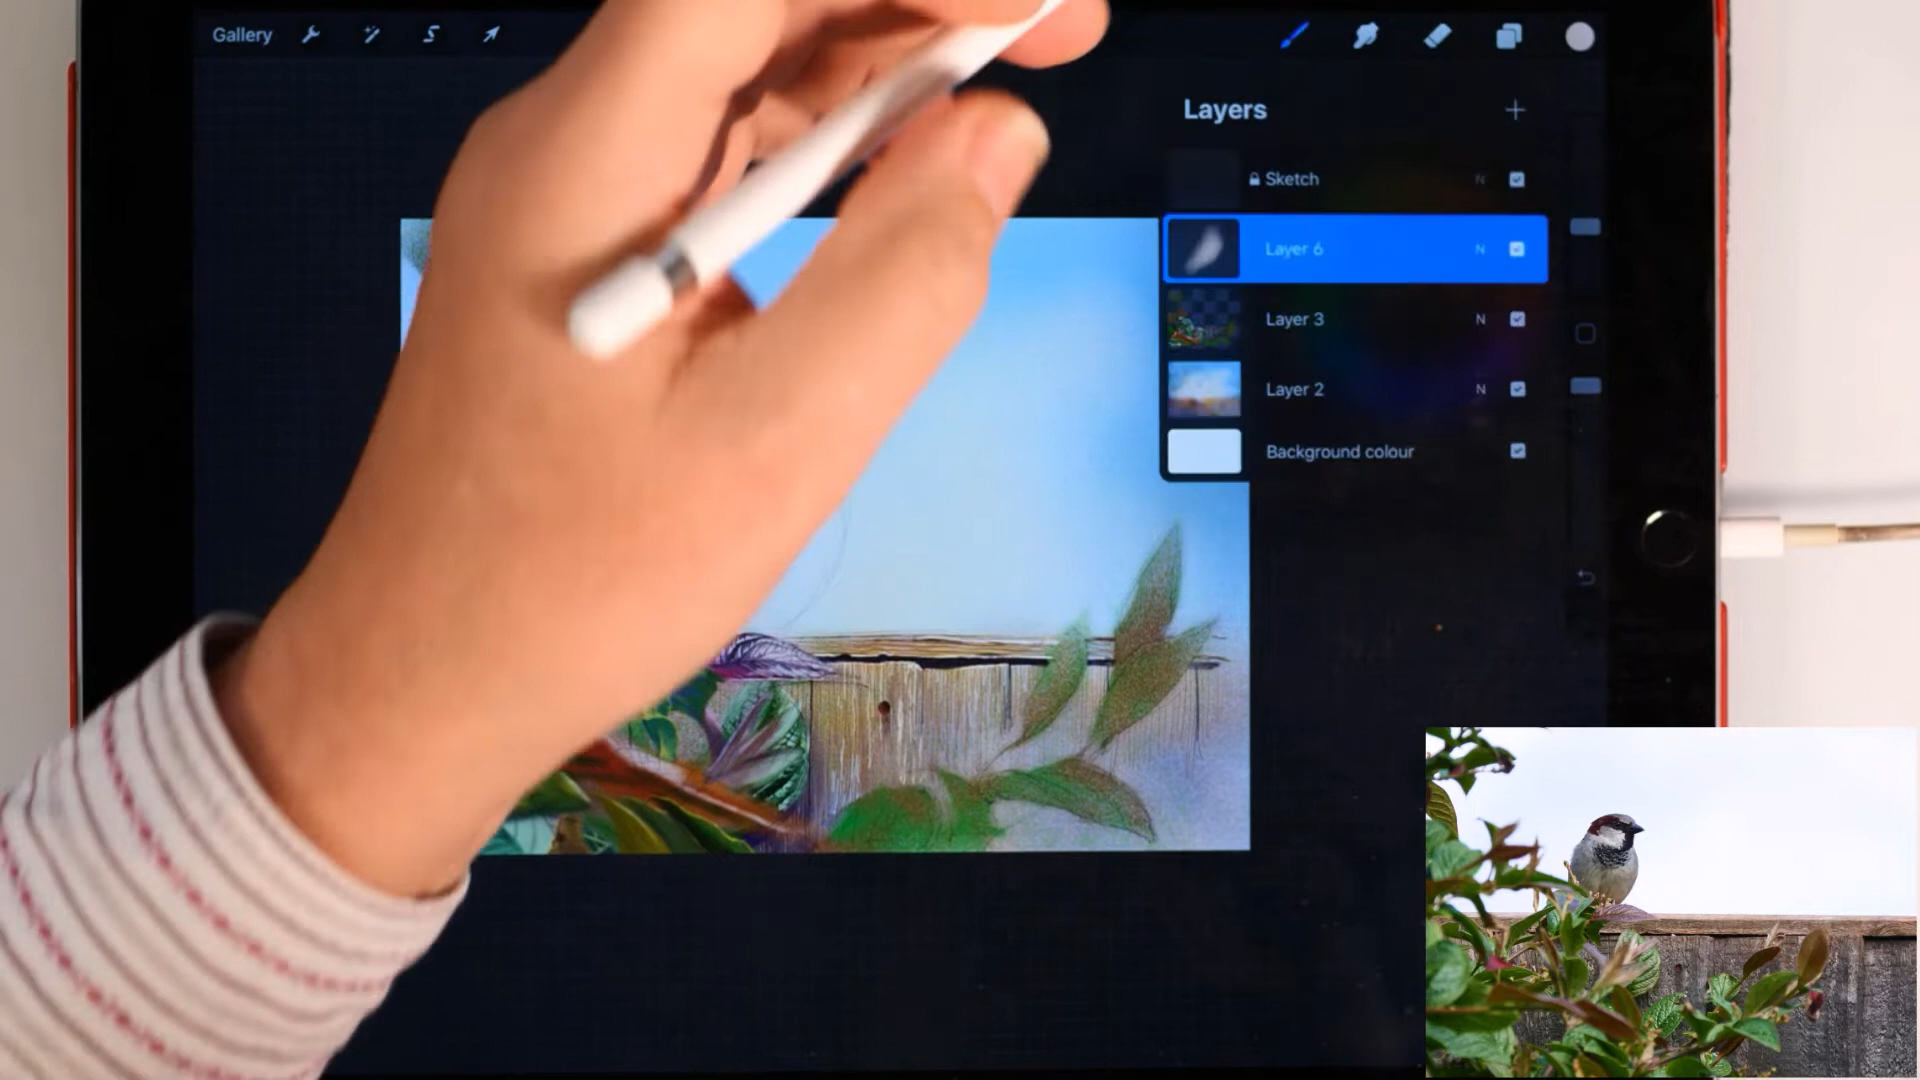 Gallery
Layers
Sketch N
Layer 6 N
Layer 3 N
Layer 2 N
Background colour